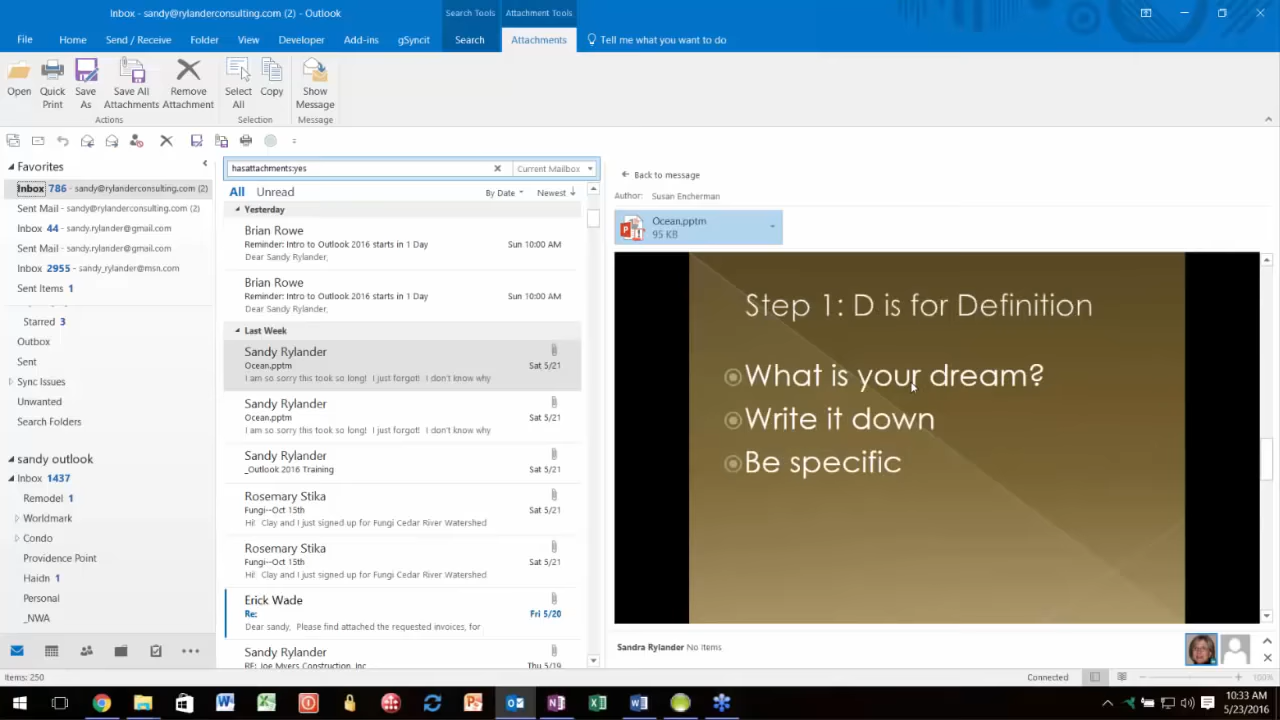 Inbox - sandy@rylanderconsulting.com (2) - Outlook
Search Tools
Attachment Tools
File
Home
Send / Receive
Folder
View
Developer
Add-ins
gSyncit
Search
Attachments
Tell me what you want to do
Open
Quick Print
Save As
Save All Attachments
Remove Attachment
Select All
Copy
Show Message
Actions
Selection
Message
Favorites
Inbox 786 - sandy@rylanderconsulting.com (2)
Sent Mail - sandy@rylanderconsulting.com (2)
Inbox 44 - sandy.rylander@gmail.com
Sent Mail - sandy.rylander@gmail.com
Inbox 2955 - sandy_rylander@msn.com
Sent Items 1
Starred 3
Outbox
Sent
Sync Issues
Unwanted
Search Folders
sandy outlook
Inbox 1437
Remodel 1
Worldmark
Condo
Providence Point
Haidn 1
Personal
_NWA
hasattachments:yes
Current Mailbox
All Unread
By Date Newest
Yesterday
Brian Rowe
Reminder: Intro to Outlook 2016 starts in 1 Day Sun 10:00 AM
Dear Sandy Rylander,
Brian Rowe
Reminder: Intro to Outlook 2016 starts in 1 Day Sun 10:00 AM
Dear Sandy Rylander,
Last Week
Sandy Rylander
Ocean.pptm Sat 5/21
I am so sorry this took so long! I just forgot! I don't know why
Sandy Rylander
Ocean.pptm Sat 5/21
I am so sorry this took so long! I just forgot! I don't know why
Sandy Rylander
_Outlook 2016 Training Sat 5/21
Rosemary Stika
Fungi--Oct 15th Sat 5/21
Hi! Clay and I just signed up for Fungi Cedar River Watershed
Rosemary Stika
Fungi--Oct 15th Sat 5/21
Hi! Clay and I just signed up for Fungi Cedar River Watershed
Erick Wade
Re: Fri 5/20
Dear sandy, Please find attached the requested invoices, for
Sandy Rylander
RE: Joe Myers Construction, Inc Thu 5/19
Back to message
Author: Susan Encherman
Ocean.pptm
95 KB
Step 1: D is for Definition
What is your dream?
Write it down
Be specific
Sandra Rylander No Items
Items: 250
Connected
100%
10:33 AM
5/23/2016